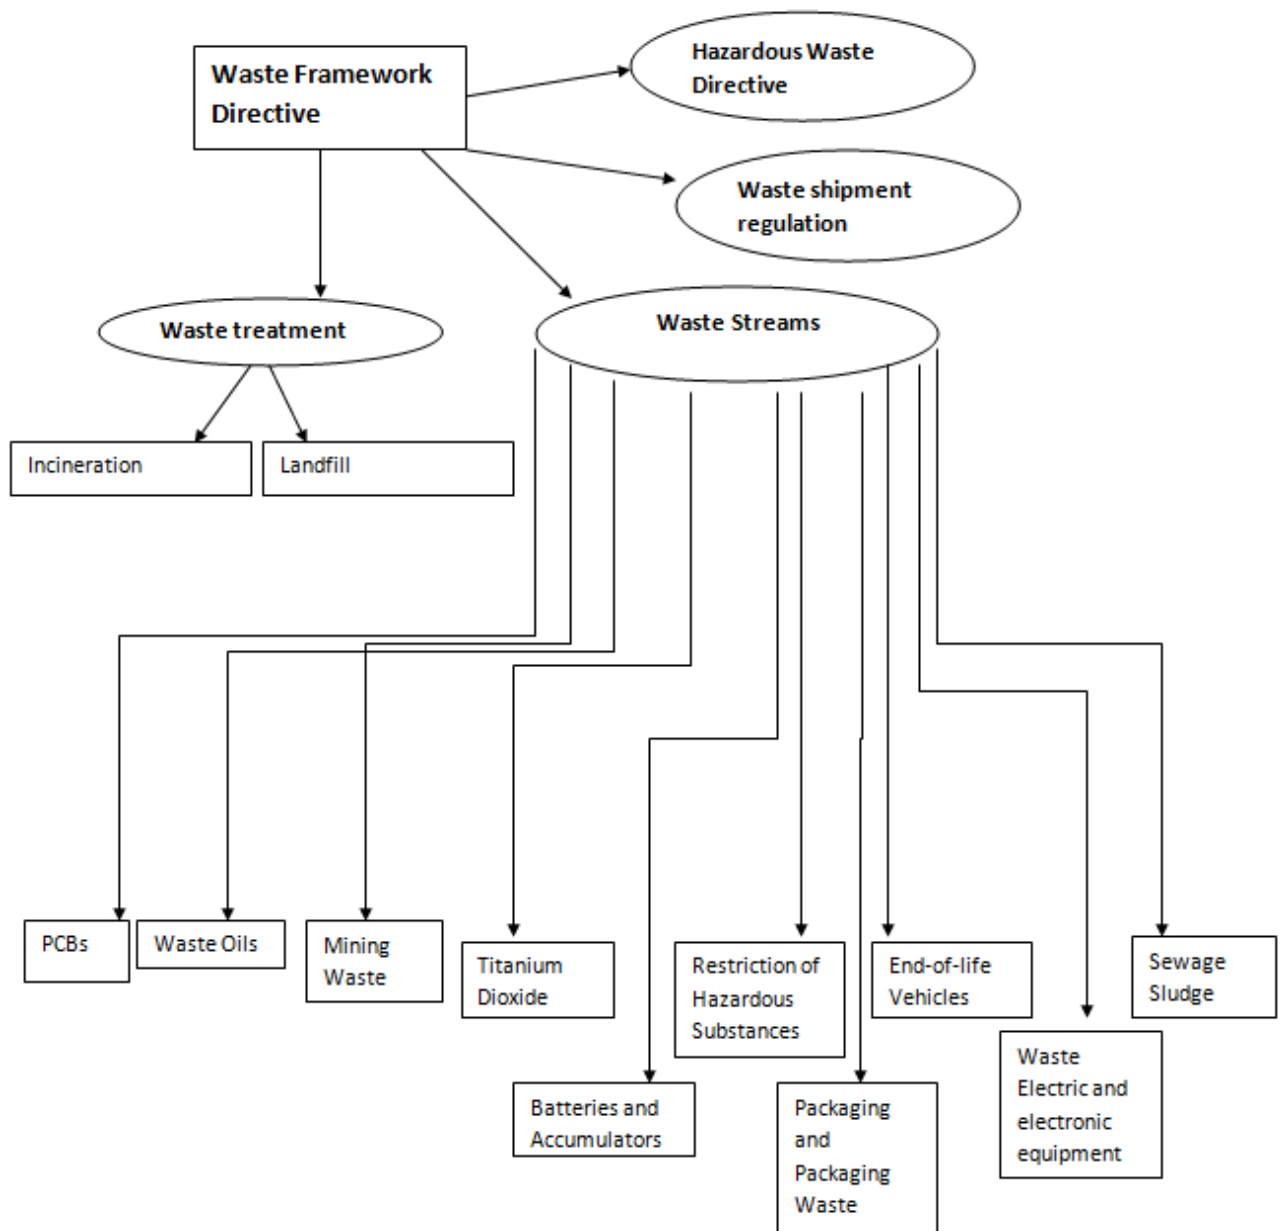 Waste Framework
Directive
Hazardous Waste
Directive
Waste shipment
regulation
Waste treatment
Waste Streams
Incineration
Landfill
PCBs
Waste Oils
Mining
Waste
Titanium
Dioxide
Restriction of
Hazardous
Substances
End-of-life
Vehicles
Sewage
Sludge
Batteries and
Accumulators
Packaging
and
Packaging
Waste
Waste
Electric and
electronic
equipment